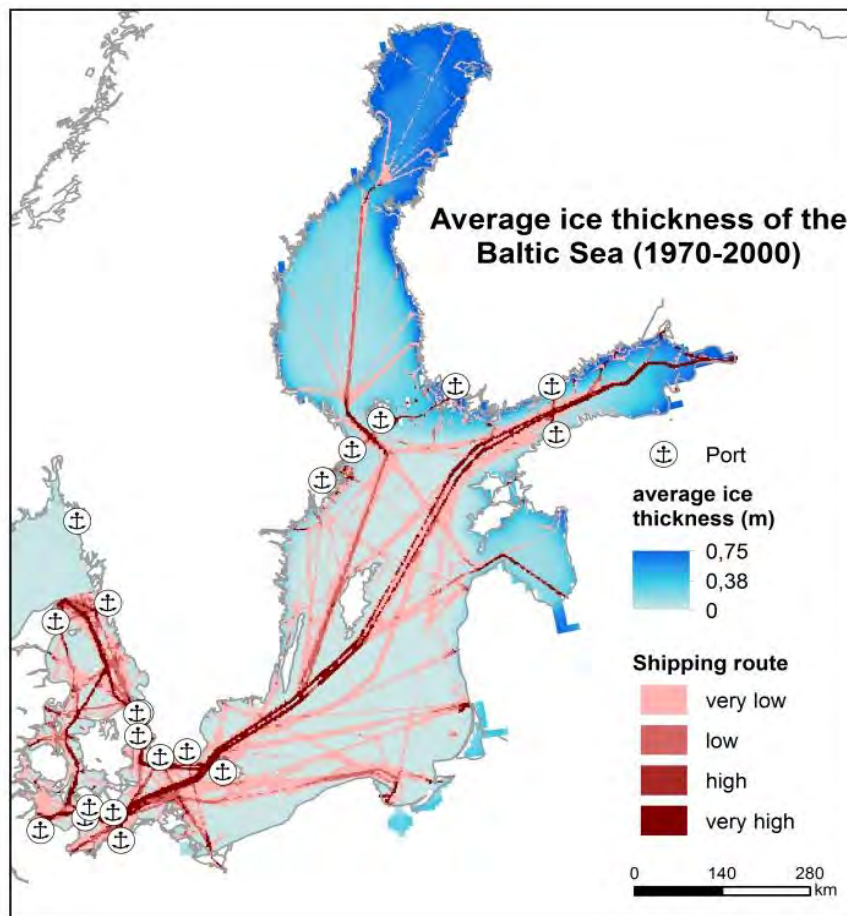 Average ice thickness of the
Baltic Sea (1970-2000)
Port
average ice
thickness (m)
0,75
0,38
0
Shipping route
very low
low
high
very high
0 140 280
km